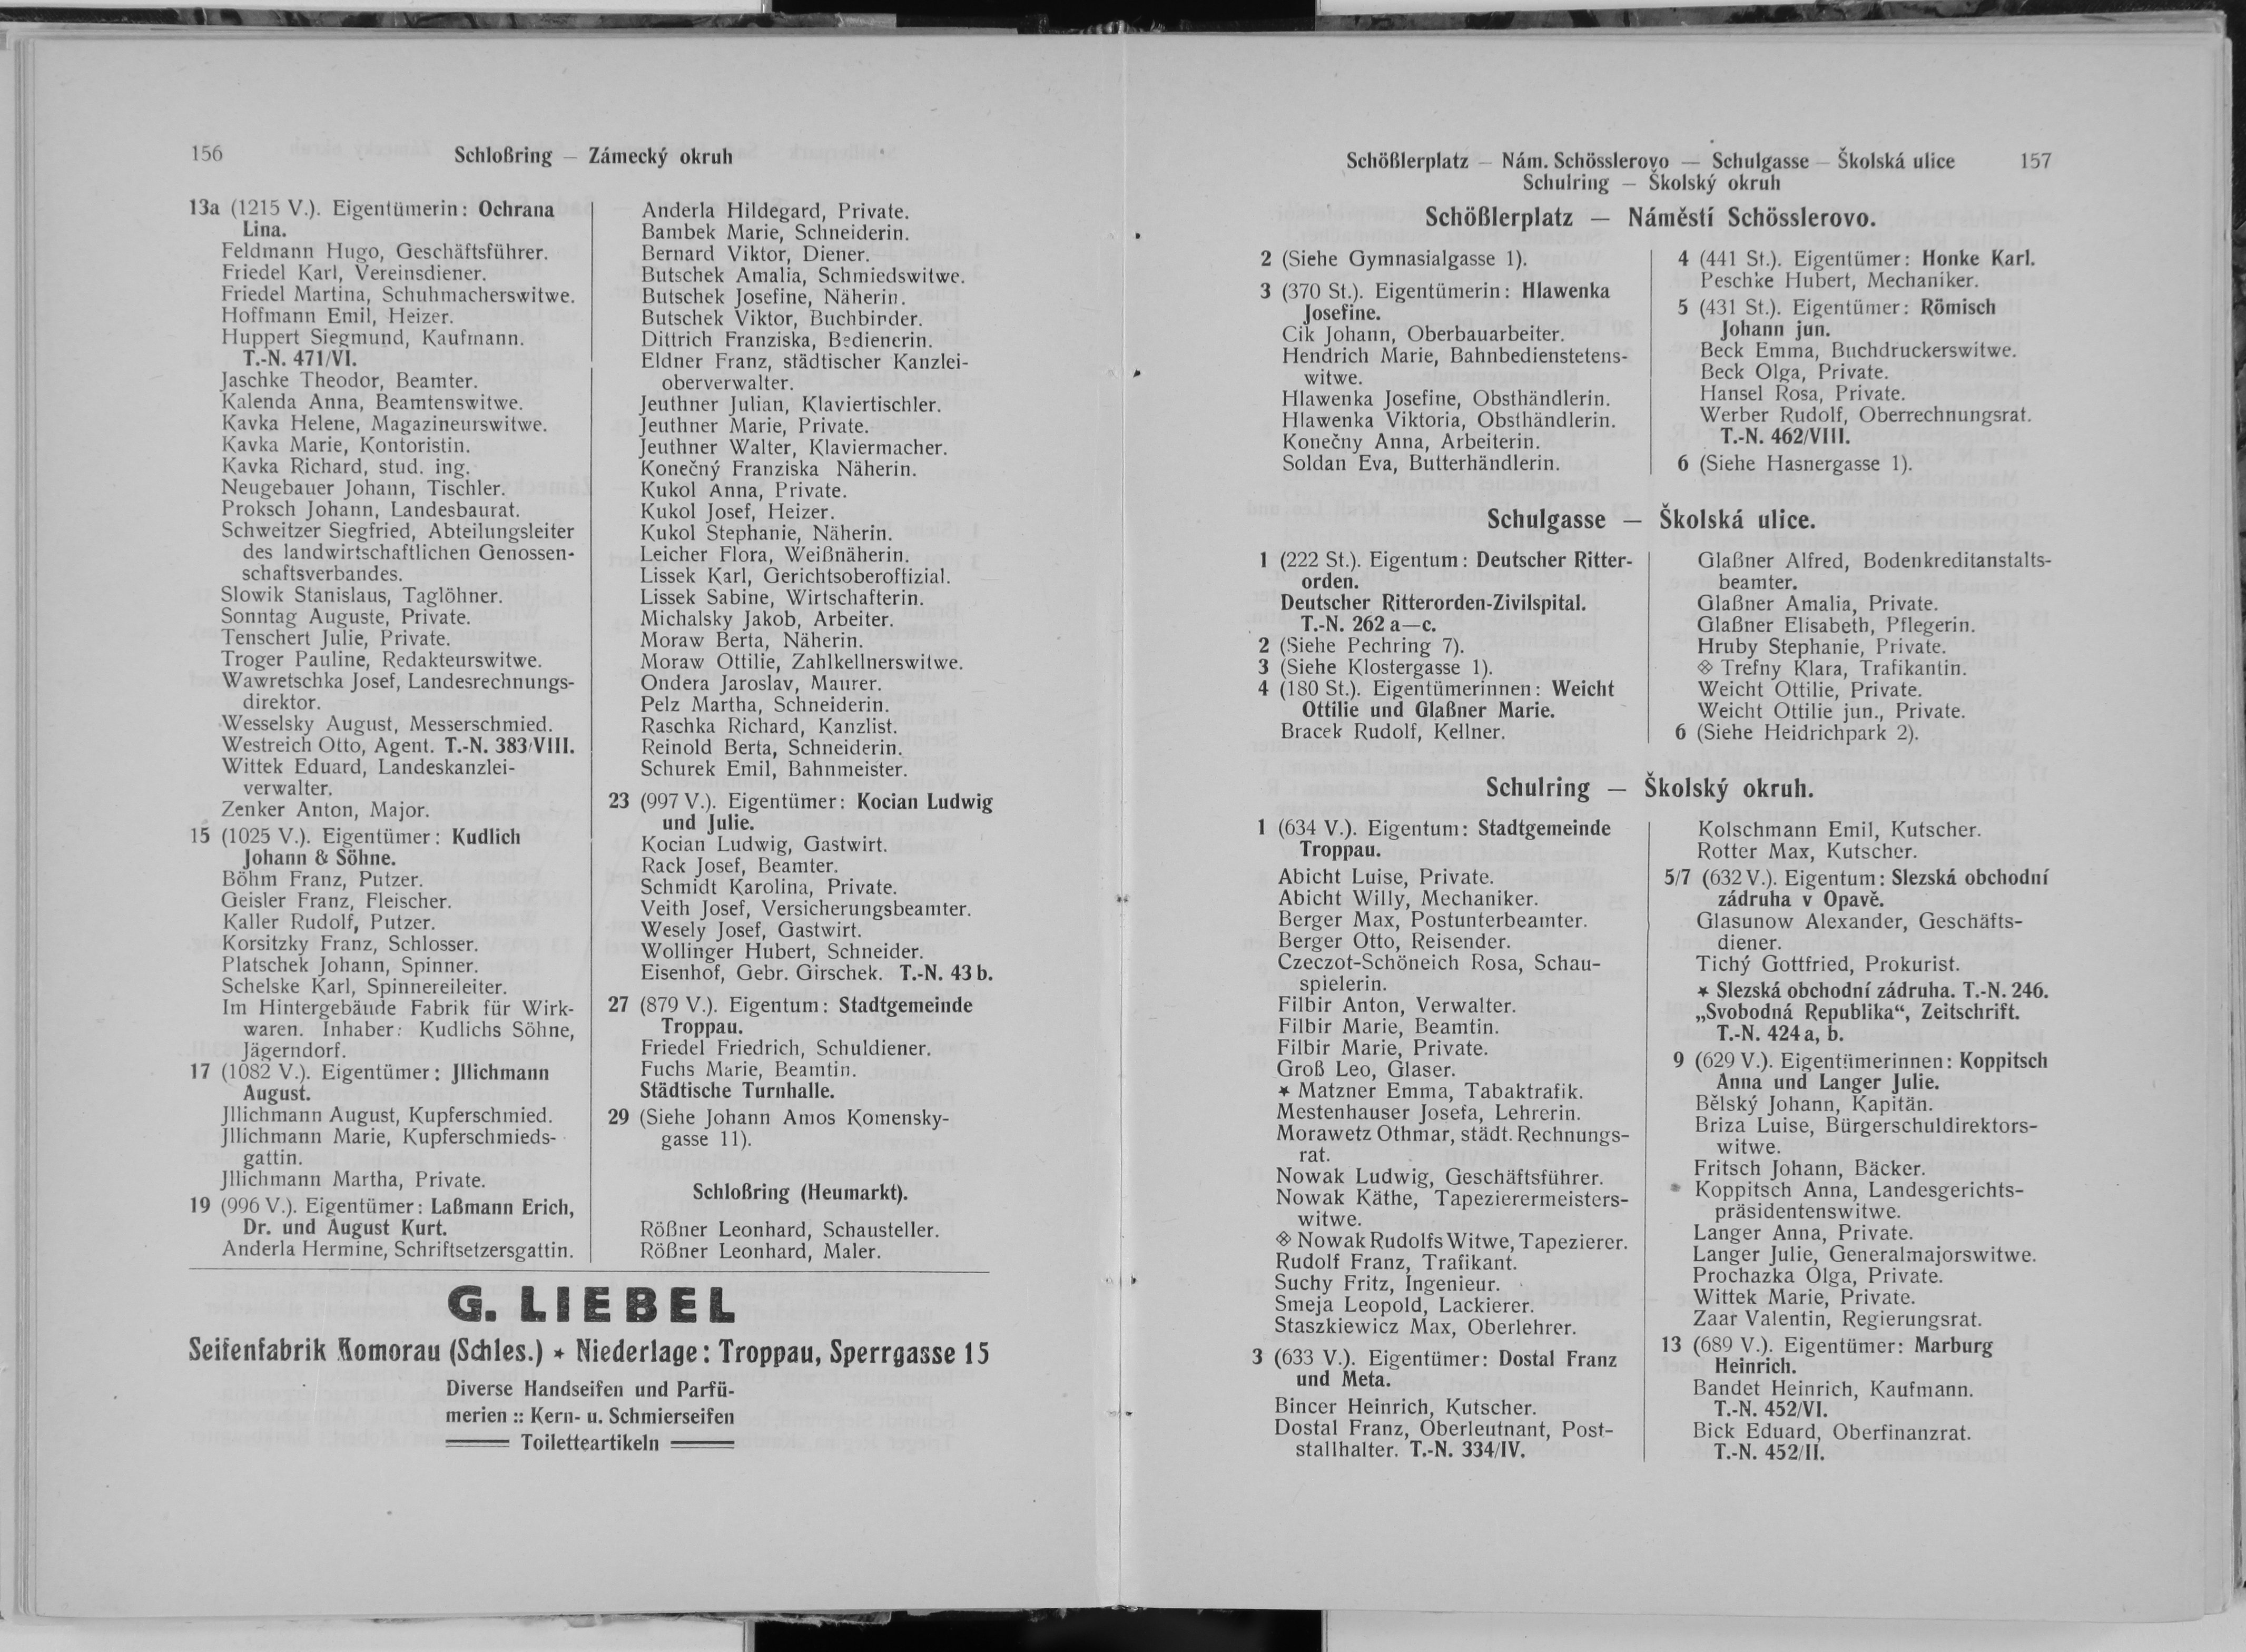 156
Schloßring — Zámecký okruh
13a (1215 V.). Eigentümerin: Ochrana
Lina.
Feldmann Hugo, Geschäftsführer.
Friedel Karl, Vereinsdiener.
Friedel Martina, Schuhmacherswitwe.
Hoffmann Emil, Heizer.
Huppert Siegmund, Kaufmann.
T.-N. 471/VI.
Jaschke Theodor, Beamter.
Kalenda Anna, Beamtenswitwe.
Kavka Helene, Magazineurswitwe.
Kavka Marie, Kontoristin.
Kavka Richard, stud. ing.
Neugebauer Johann, Tischler.
Proksch Johann, Landesbaurat.
Schweitzer Siegfried, Abteilungsleiter
des landwirtschaftlichen Genossen-
schaftsverbandes.
Slowik Stanislaus, Taglöhner.
Sonntag Auguste, Private.
Tenschert Julie, Private.
Troger Pauline, Redakteurswitwe.
Wawretschka Josef, Landesrechnungs-
direktor.
Wesselsky August, Messerschmied.
Westreich Otto, Agent. T.-N. 383/VIII.
Wittek Eduard, Landeskanzlei-
verwalter.
Zenker Anton, Major.
15 (1025 V.). Eigentümer: Kudlich
Johann & Söhne.
Böhm Franz, Putzer.
Geisler Franz, Fleischer.
Kaller Rudolf, Putzer.
Korsitzky Franz, Schlosser.
Platschek Johann, Spinner.
Schelske Karl, Spinnereileiter.
Im Hintergebäude Fabrik für Wirk-
waren. Inhaber: Kudlichs Söhne,
Jägerndorf.
17 (1082 V.). Eigentümer: Jllichmann
August.
Jllichmann August, Kupferschmied.
Jllichmann Marie, Kupferschmieds-
gattin.
Jllichmann Martha, Private.
19 (996 V.). Eigentümer: Laßmann Erich,
Dr. und August Kurt.
Anderla Hermine, Schriftsetzersgattin.
Anderla Hildegard, Private.
Bambek Marie, Schneiderin.
Bernard Viktor, Diener.
Butschek Amalia, Schmiedswitwe.
Butschek Josefine, Näherin.
Butschek Viktor, Buchbinder.
Dittrich Franziska, Bedienerin.
Eldner Franz, städtischer Kanzlei-
oberverwalter.
Jeuthner Julian, Klaviertischler.
Jeuthner Marie, Private.
Jeuthner Walter, Klaviermacher.
Konečný Franziska Näherin.
Kukol Anna, Private.
Kukol Josef, Heizer.
Kukol Stephanie, Näherin.
Leicher Flora, Weißnäherin.
Lissek Karl, Gerichtsoberoffizial.
Lissek Sabine, Wirtschafterin.
Michalsky Jakob, Arbeiter.
Moraw Berta, Näherin.
Moraw Ottilie, Zahlkellnerswitwe.
Ondera Jaroslav, Maurer.
Pelz Martha, Schneiderin.
Raschka Richard, Kanzlist.
Reinold Berta, Schneiderin.
Schurek Emil, Bahnmeister.
23 (997 V.). Eigentümer: Kocian Ludwig
und Julie.
Kocian Ludwig, Gastwirt.
Rack Josef, Beamter.
Schmidt Karolina, Private.
Veith Josef, Versicherungsbeamter.
Wesely Josef, Gastwirt.
Wollinger Hubert, Schneider.
Eisenhof, Gebr. Girschek. T.-N. 43 b.
27 (879 V.). Eigentum: Stadtgemeinde
Troppau.
Friedel Friedrich, Schuldiener.
Fuchs Marie, Beamtin.
Städtische Turnhalle.
29 (Siehe Johann Amos Komensky-
gasse 11).
Schloßring (Heumarkt).
Rößner Leonhard, Schausteller.
Rößner Leonhard, Maler.
G. LIEBEL
Seifenfabrik Komorau (Schles.) ★ Niederlage: Troppau, Sperrgasse 15
Diverse Handseifen und Parfü-
merien :: Kern- u. Schmierseifen
Toiletteartikeln
Schößlerplatz — Nám. Schösslerovo — Schulgasse — Školská ulice 157
Schulring — Školský okruh
Schößlerplatz — Náměstí Schösslerovo.
2 (Siehe Gymnasialgasse 1).
3 (370 St.). Eigentümerin: Hlawenka
Josefine.
Cik Johann, Oberbauarbeiter.
Hendrich Marie, Bahnbedienstetens-
witwe.
Hlawenka Josefine, Obsthändlerin.
Hlawenka Viktoria, Obsthändlerin.
Konečny Anna, Arbeiterin.
Soldan Eva, Butterhändlerin.
4 (441 St.). Eigentümer: Honke Karl.
Peschke Hubert, Mechaniker.
5 (431 St.). Eigentümer: Römisch
Johann jun.
Beck Emma, Buchdruckerswitwe.
Beck Olga, Private.
Hansel Rosa, Private.
Werber Rudolf, Oberrechnungsrat.
T.-N. 462/VIII.
6 (Siehe Hasnergasse 1).
Schulgasse — Školská ulice.
1 (222 St.). Eigentum: Deutscher Ritter-
orden.
Deutscher Ritterorden-Zivilspital.
T.-N. 262 a—c.
2 (Siehe Pechring 7).
3 (Siehe Klostergasse 1).
4 (180 St.). Eigentümerinnen: Weicht
Ottilie und Glaßner Marie.
Bracek Rudolf, Kellner.
Glaßner Alfred, Bodenkreditanstalts-
beamter.
Glaßner Amalia, Private.
Glaßner Elisabeth, Pflegerin.
Hruby Stephanie, Private.
※ Trefny Klara, Trafikantin.
Weicht Ottilie, Private.
Weicht Ottilie jun., Private.
6 (Siehe Heidrichpark 2).
Schulring — Školský okruh.
1 (634 V.). Eigentum: Stadtgemeinde
Troppau.
Abicht Luise, Private.
Abicht Willy, Mechaniker.
Berger Max, Postunterbeamter.
Berger Otto, Reisender.
Czeczot-Schöneich Rosa, Schau-
spielerin.
Filbir Anton, Verwalter.
Filbir Marie, Beamtin.
Filbir Marie, Private.
Groß Leo, Glaser.
★ Matzner Emma, Tabaktrafik.
Mestenhauser Josefa, Lehrerin.
Morawetz Othmar, städt. Rechnungs-
rat.
Nowak Ludwig, Geschäftsführer.
Nowak Käthe, Tapezierermeisters-
witwe.
※ Nowak Rudolfs Witwe, Tapezierer.
Rudolf Franz, Trafikant.
Suchy Fritz, Ingenieur.
Smeja Leopold, Lackierer.
Staszkiewicz Max, Oberlehrer.
3 (633 V.). Eigentümer: Dostal Franz
und Meta.
Bincer Heinrich, Kutscher.
Dostal Franz, Oberleutnant, Post-
stallhalter. T.-N. 334/IV.
Kolschmann Emil, Kutscher.
Rotter Max, Kutscher.
5/7 (632 V.). Eigentum: Slezská obchodní
zádruha v Opavě.
Glasunow Alexander, Geschäfts-
diener.
Tichý Gottfried, Prokurist.
★ Slezská obchodní zádruha. T.-N. 246.
„Svobodná Republika“, Zeitschrift.
T.-N. 424 a, b.
9 (629 V.). Eigentümerinnen: Koppitsch
Anna und Langer Julie.
Bělský Johann, Kapitän.
Briza Luise, Bürgerschuldirektors-
witwe.
Fritsch Johann, Bäcker.
Koppitsch Anna, Landesgerichts-
präsidentenswitwe.
Langer Anna, Private.
Langer Julie, Generalmajorswitwe.
Prochazka Olga, Private.
Wittek Marie, Private.
Zaar Valentin, Regierungsrat.
13 (689 V.). Eigentümer: Marburg
Heinrich.
Bandet Heinrich, Kaufmann.
T.-N. 452/VI.
Bick Eduard, Oberfinanzrat.
T.-N. 452/II.